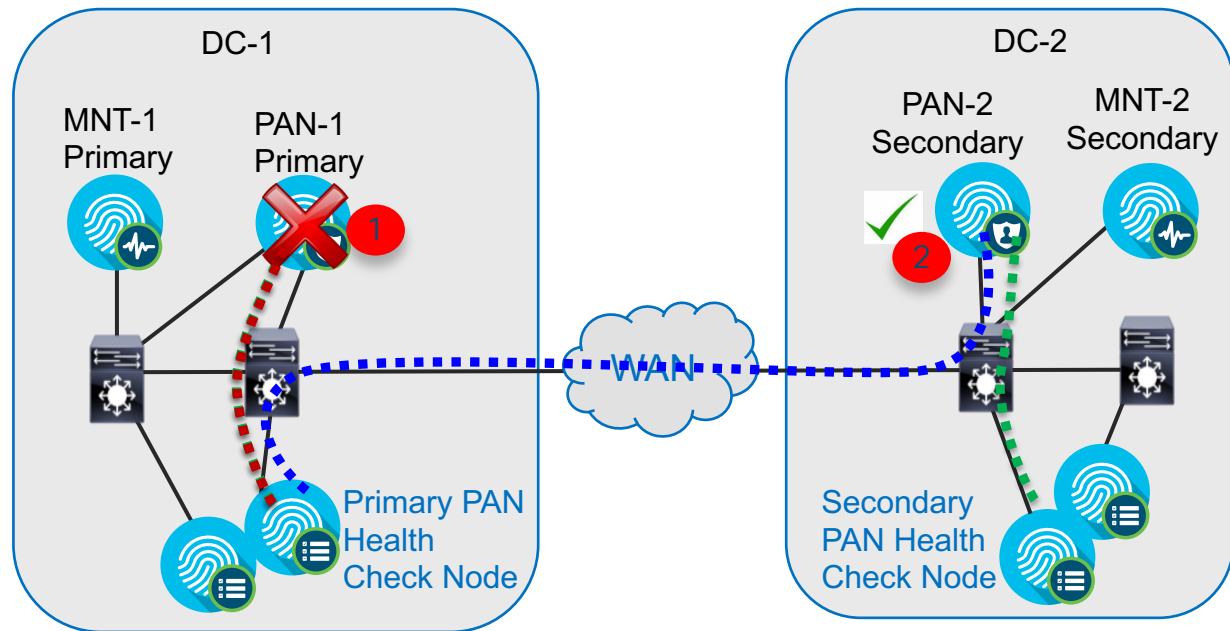 DC-1
MNT-1
Primary
PAN-1
Primary
1
Primary PAN
Health
Check Node
WAN
DC-2
PAN-2
Secondary
MNT-2
Secondary
2
Secondary
PAN Health
Check Node